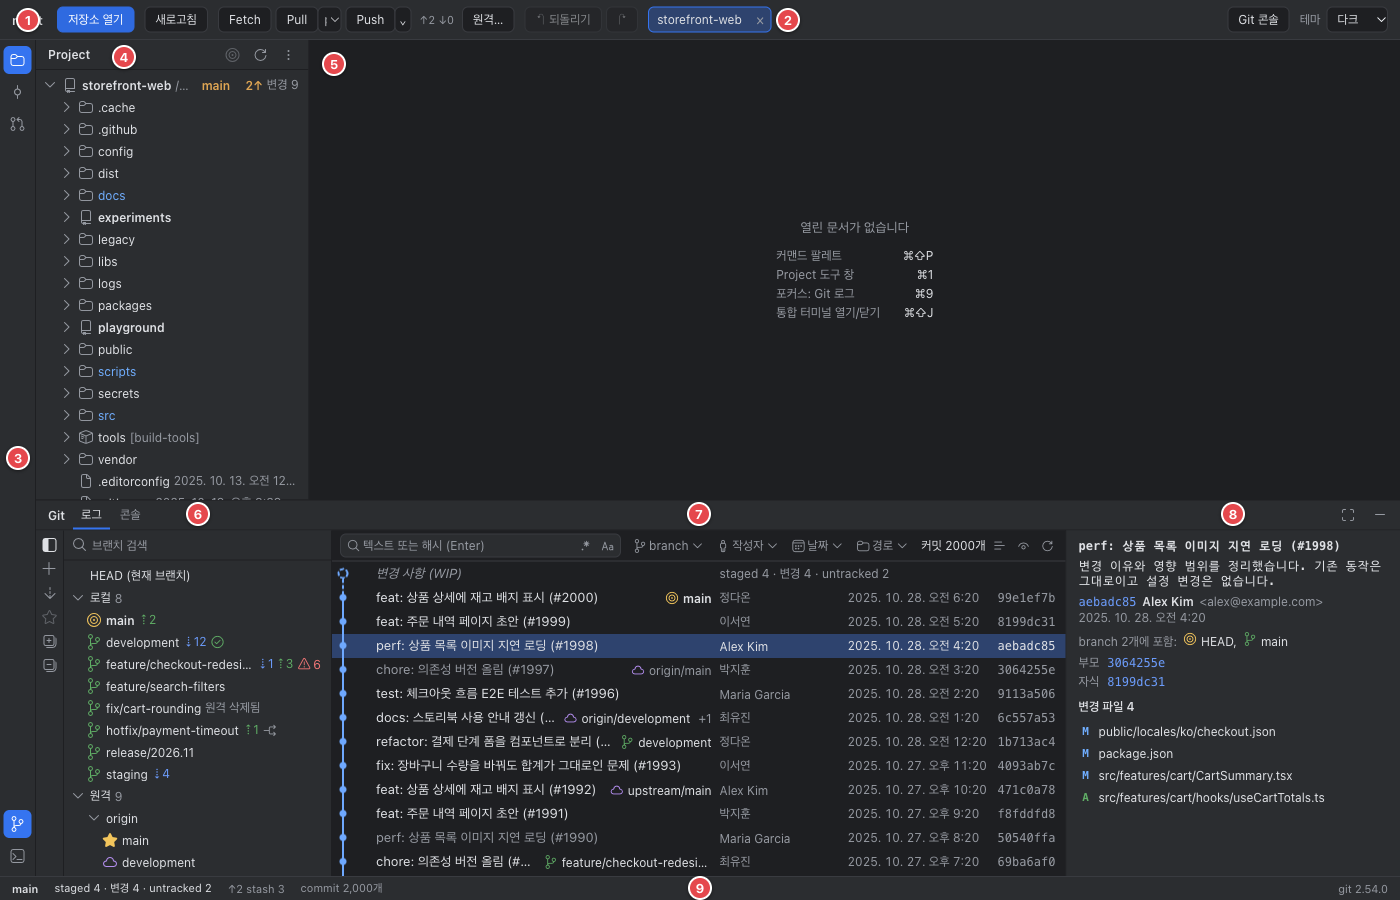 1 저장소 열기 새로고침 Fetch Pull Push ↑2 ↓0 원격... 되돌리기 storefront-web × 2 Git 콘솔 테마 다크
Project 4
5
storefront-web /... main 2↑ 변경 9
.cache
.github
config
dist
docs
experiments
legacy
libs
logs
packages
playground
public
scripts
secrets
src
tools [build-tools]
vendor
.editorconfig 2025. 10. 13. 오전 12...
3
열린 문서가 없습니다
커맨드 팔레트 ⌘⇧P
Project 도구 창 ⌘1
포커스: Git 로그 ⌘9
통합 터미널 열기/닫기 ⌘⇧J
Git 로그 콘솔 6 7 8
브랜치 검색
HEAD (현재 브랜치)
로컬 8
main ↑2
development ↓12
feature/checkout-redesi... ↓1 ↑3 6
feature/search-filters
fix/cart-rounding 원격 삭제됨
hotfix/payment-timeout ↑1
release/2026.11
staging ↓4
원격 9
origin
main
development
텍스트 또는 해시 (Enter) .* Aa branch 작성자 날짜 경로 커밋 2000개
변경 사항 (WIP) staged 4 · 변경 4 · untracked 2
feat: 상품 상세에 재고 배지 표시 (#2000) main 정다온 2025. 10. 28. 오전 6:20 99e1ef7b
feat: 주문 내역 페이지 초안 (#1999) 이서연 2025. 10. 28. 오전 5:20 8199dc31
perf: 상품 목록 이미지 지연 로딩 (#1998) Alex Kim 2025. 10. 28. 오전 4:20 aebadc85
chore: 의존성 버전 올림 (#1997) origin/main 박지훈 2025. 10. 28. 오전 3:20 3064255e
test: 체크아웃 흐름 E2E 테스트 추가 (#1996) Maria Garcia 2025. 10. 28. 오전 2:20 9113a506
docs: 스토리북 사용 안내 갱신 (... origin/development +1 최유진 2025. 10. 28. 오전 1:20 6c557a53
refactor: 결제 단계 폼을 컴포넌트로 분리 (... development 정다온 2025. 10. 28. 오전 12:20 1b713ac4
fix: 장바구니 수량을 바꿔도 합계가 그대로인 문제 (#1993) 이서연 2025. 10. 27. 오후 11:20 4093ab7c
feat: 상품 상세에 재고 배지 표시 (#1992) upstream/main Alex Kim 2025. 10. 27. 오후 10:20 471c0a78
feat: 주문 내역 페이지 초안 (#1991) 박지훈 2025. 10. 27. 오후 9:20 f8fddfd8
perf: 상품 목록 이미지 지연 로딩 (#1990) Maria Garcia 2025. 10. 27. 오후 8:20 50540ffa
chore: 의존성 버전 올림 (#... feature/checkout-redesi... 최유진 2025. 10. 27. 오후 7:20 69ba6af0
perf: 상품 목록 이미지 지연 로딩 (#1998)
변경 이유와 영향 범위를 정리했습니다. 기존 동작은
그대로이고 설정 변경은 없습니다.
aebadc85 Alex Kim <alex@example.com>
2025. 10. 28. 오전 4:20
branch 2개에 포함: HEAD, main
부모 3064255e
자식 8199dc31
변경 파일 4
M public/locales/ko/checkout.json
M package.json
M src/features/cart/CartSummary.tsx
A src/features/cart/hooks/useCartTotals.ts
main staged 4 · 변경 4 · untracked 2 ↑2 stash 3 commit 2,000개 9 git 2.54.0